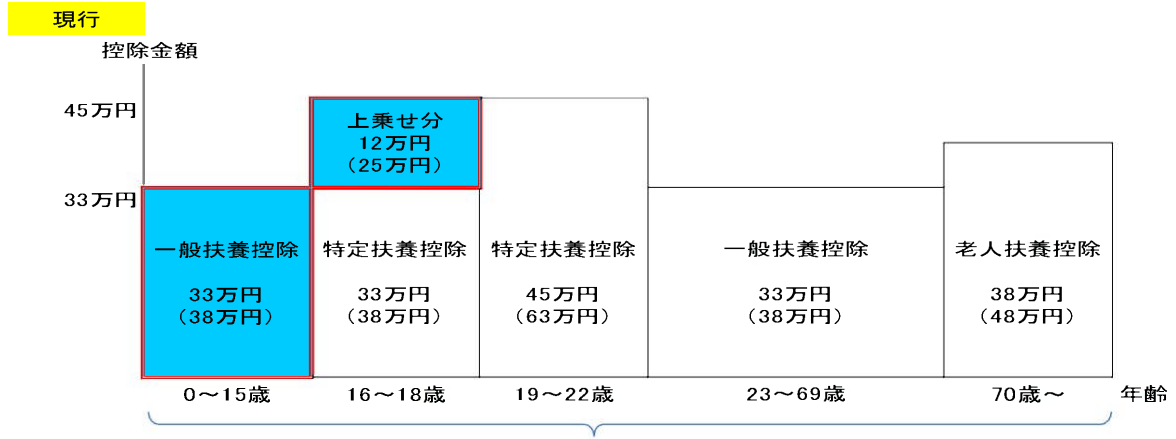 現行
控除金額
45万円
33万円
上乗せ分
12万円
(25万円)
一般扶養控除
33万円
(38万円)
特定扶養控除
33万円
(38万円)
特定扶養控除
45万円
(63万円)
一般扶養控除
33万円
(38万円)
老人扶養控除
38万円
(48万円)
0～15歳
16～18歳
19～22歳
23～69歳
70歳～
年齢